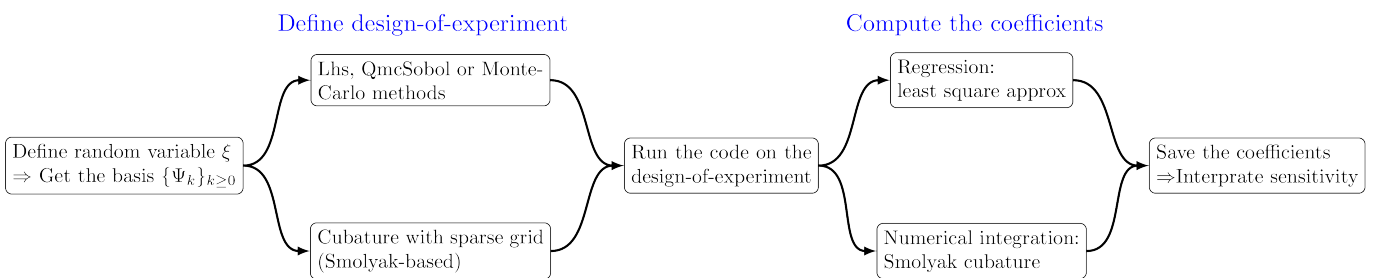 Define design-of-experiment
Compute the coefficients
Define random variable ξ
⇒ Get the basis {Ψₖ}ₖ≥₀
Lhs, QmcSobol or Monte-
Carlo methods
Cubature with sparse grid
(Smolyak-based)
Run the code on the
design-of-experiment
Regression:
least square approx
Numerical integration:
Smolyak cubature
Save the coefficients
⇒Interprate sensitivity